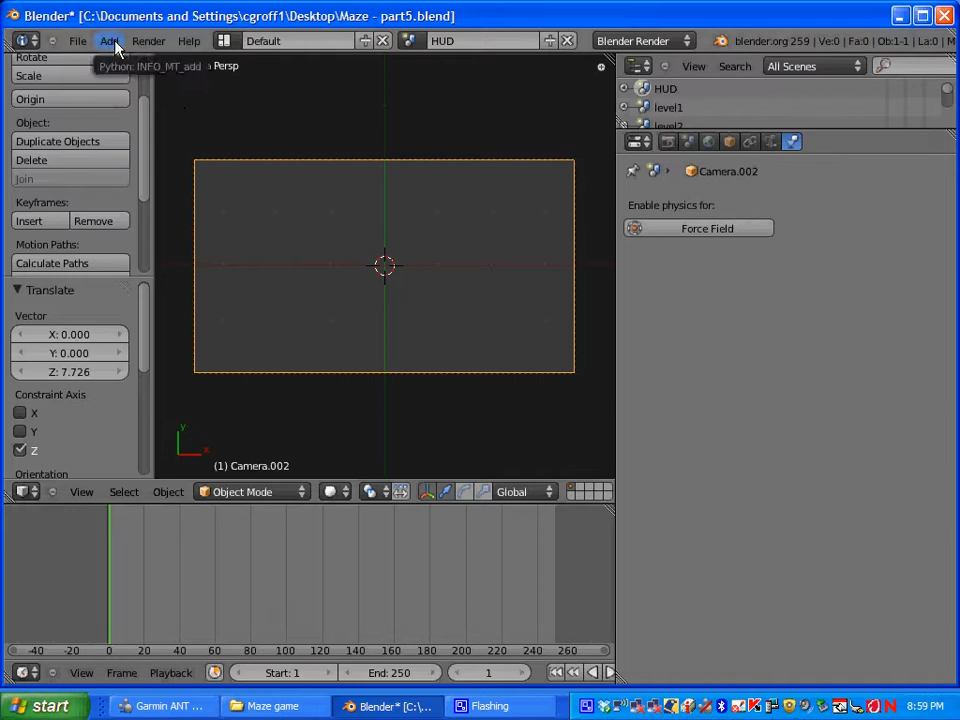 Blender* [C:\Documents and Settings\cgroff1\Desktop\Maze - part5.blend]
File Add Render Help Default HUD Blender Render blender.org 259 | Ve:0 | Fa:0 | Ob:1-1 | La:0 | M
Python: INFO_MT_add
Persp
Rotate
Scale
Origin
Object:
Duplicate Objects
Delete
Join
Keyframes:
Insert Remove
Motion Paths:
Calculate Paths
Translate
Vector
X: 0.000
Y: 0.000
Z: 7.726
Constraint Axis
X
Y
Z
Orientation
y
x
(1) Camera.002
View Select Object Object Mode Global
View Search All Scenes
HUD
level1
level2
Camera.002
Enable physics for:
Force Field
-40 -20 0 20 40 60 80 100 120 140 160 180 200 220 240 260
View Frame Playback Start: 1 End: 250 1
start Garmin ANT ... Maze game Blender* [C:\... Flashing 8:59 PM